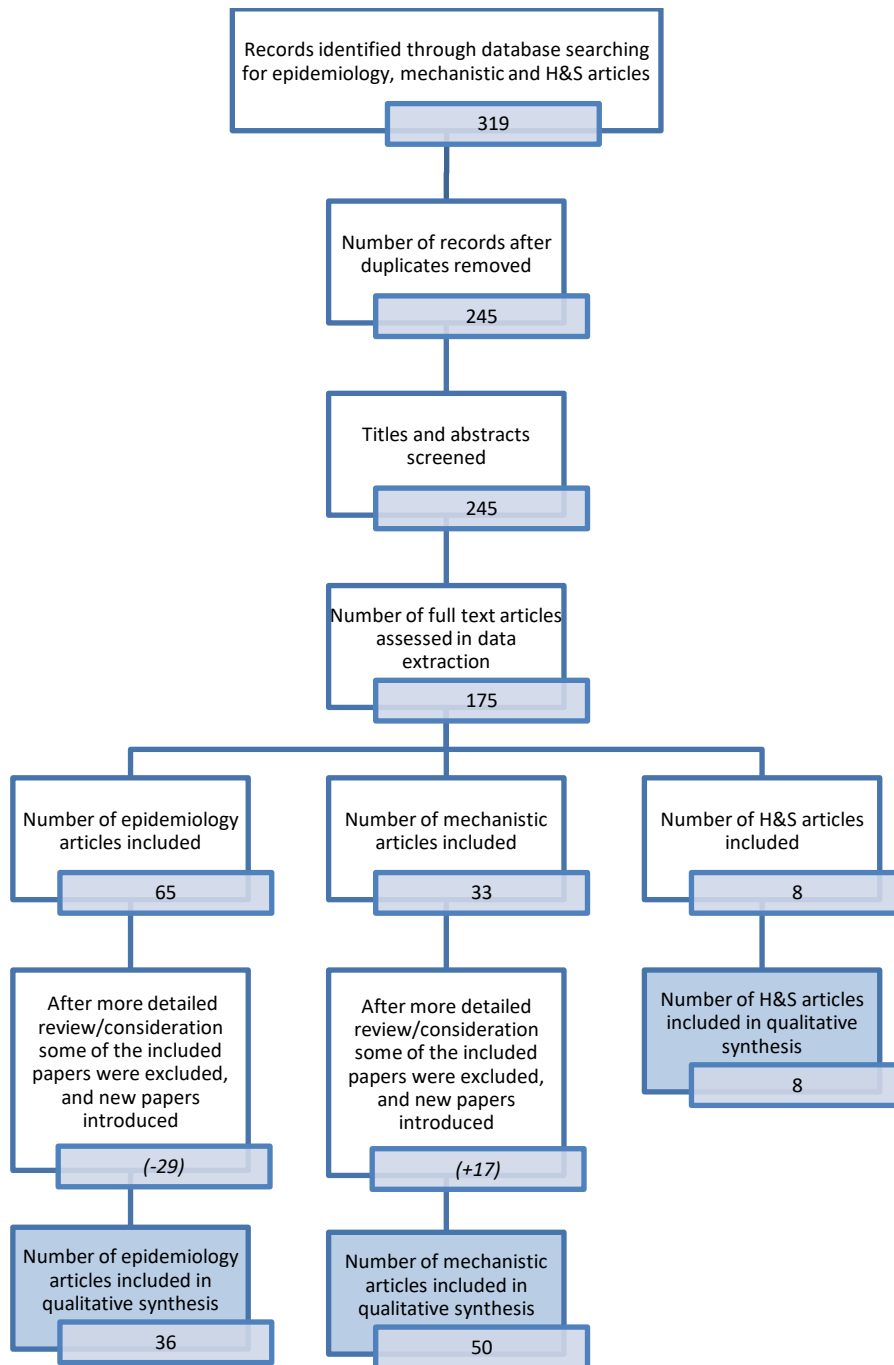 Records identified through database searching
for epidemiology, mechanistic and H&S articles
319
Number of records after
duplicates removed
245
Titles and abstracts
screened
245
Number of full text articles
assessed in data
extraction
175
Number of epidemiology
articles included
65
Number of mechanistic
articles included
33
Number of H&S articles
included
8
After more detailed
review/consideration
some of the included
papers were excluded,
and new papers
introduced
(-29)
After more detailed
review/consideration
some of the included
papers were excluded,
and new papers
introduced
(+17)
Number of H&S articles
included in qualitative
synthesis
8
Number of epidemiology
articles included in
qualitative synthesis
36
Number of mechanistic
articles included in
qualitative synthesis
50